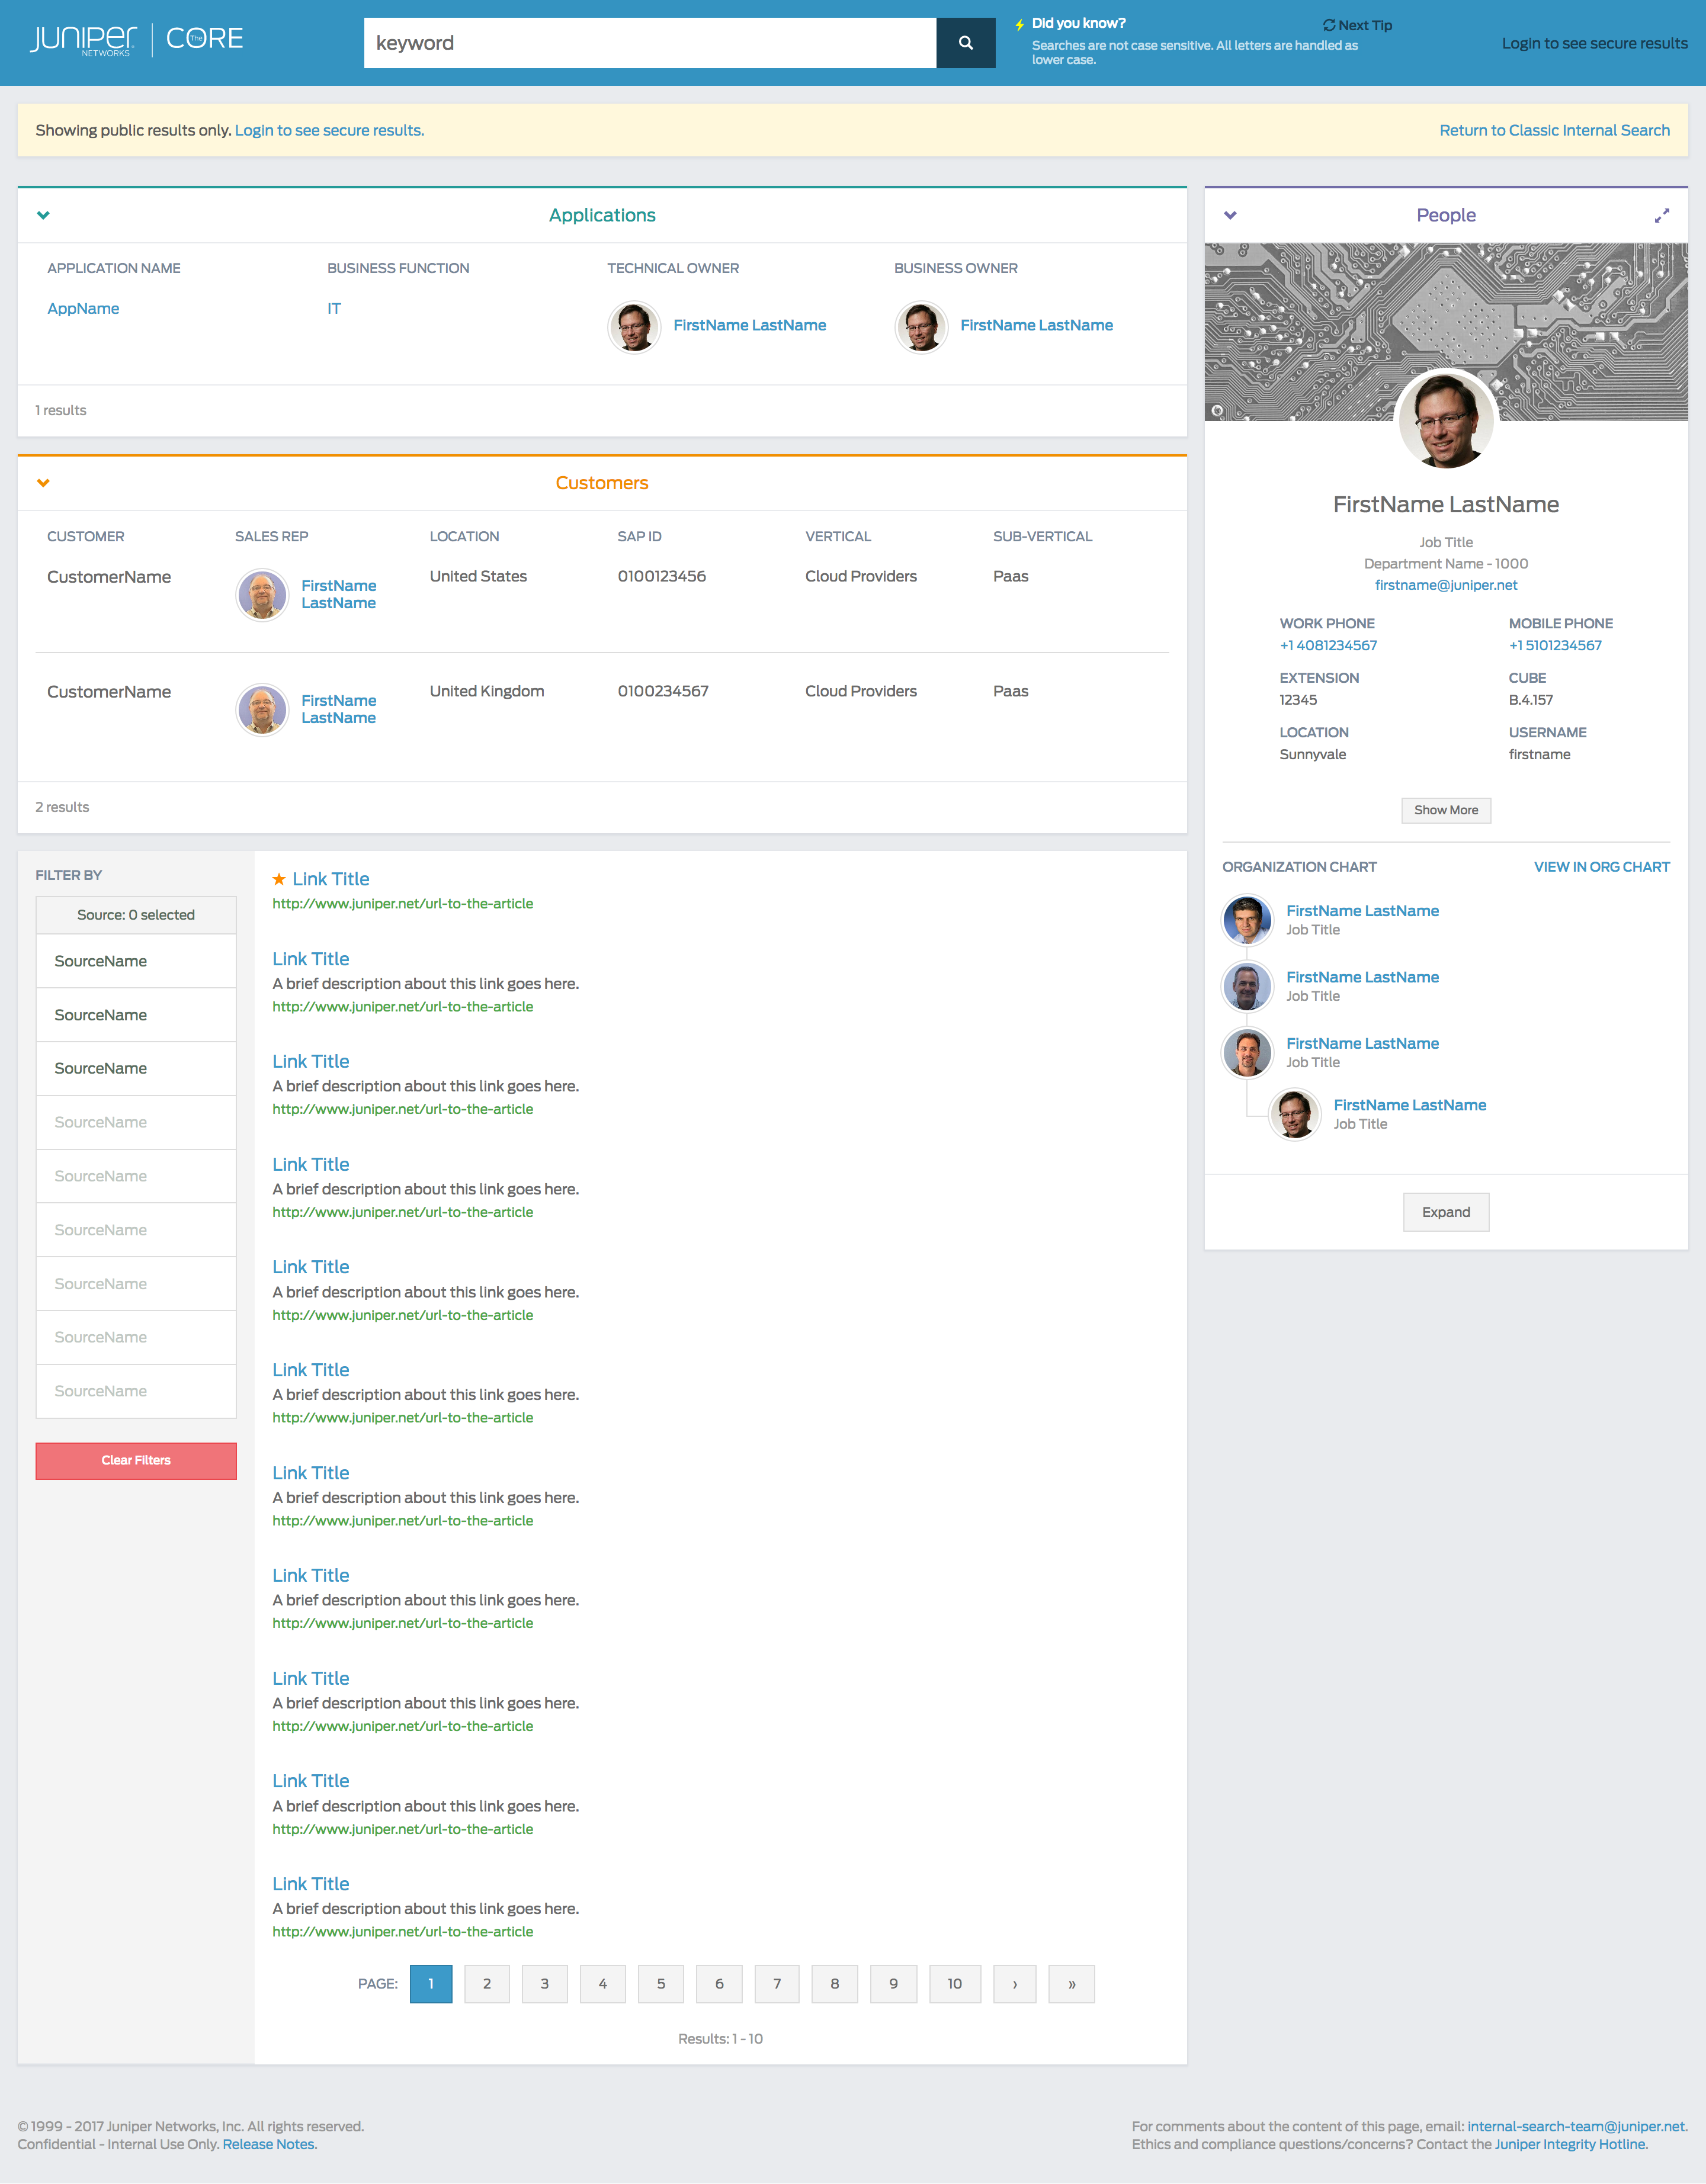 JUNIPER
NETWORKS
THE CORE
keyword
Did you know?
Next Tip
Searches are not case sensitive. All letters are handled as
lower case.
Login to see secure results
Showing public results only. Login to see secure results.
Return to Classic Internal Search
Applications
APPLICATION NAME
BUSINESS FUNCTION
TECHNICAL OWNER
BUSINESS OWNER
AppName
IT
FirstName LastName
FirstName LastName
1 results
Customers
CUSTOMER
SALES REP
LOCATION
SAP ID
VERTICAL
SUB-VERTICAL
CustomerName
FirstName
LastName
United States
0100123456
Cloud Providers
Paas
CustomerName
FirstName
LastName
United Kingdom
0100234567
Cloud Providers
Paas
2 results
FILTER BY
Source: 0 selected
SourceName
SourceName
SourceName
SourceName
SourceName
SourceName
SourceName
SourceName
SourceName
Clear Filters
★ Link Title
http://www.juniper.net/url-to-the-article
Link Title
A brief description about this link goes here.
http://www.juniper.net/url-to-the-article
Link Title
A brief description about this link goes here.
http://www.juniper.net/url-to-the-article
Link Title
A brief description about this link goes here.
http://www.juniper.net/url-to-the-article
Link Title
A brief description about this link goes here.
http://www.juniper.net/url-to-the-article
Link Title
A brief description about this link goes here.
http://www.juniper.net/url-to-the-article
Link Title
A brief description about this link goes here.
http://www.juniper.net/url-to-the-article
Link Title
A brief description about this link goes here.
http://www.juniper.net/url-to-the-article
Link Title
A brief description about this link goes here.
http://www.juniper.net/url-to-the-article
Link Title
A brief description about this link goes here.
http://www.juniper.net/url-to-the-article
Link Title
A brief description about this link goes here.
http://www.juniper.net/url-to-the-article
PAGE: 1 2 3 4 5 6 7 8 9 10 › »
Results: 1 - 10
People
FirstName LastName
Job Title
Department Name - 1000
firstname@juniper.net
WORK PHONE
MOBILE PHONE
+1 4081234567
+1 5101234567
EXTENSION
CUBE
12345
B.4.157
LOCATION
USERNAME
Sunnyvale
firstname
Show More
ORGANIZATION CHART
VIEW IN ORG CHART
FirstName LastName
Job Title
FirstName LastName
Job Title
FirstName LastName
Job Title
FirstName LastName
Job Title
Expand
© 1999 - 2017 Juniper Networks, Inc. All rights reserved.
Confidential - Internal Use Only. Release Notes.
For comments about the content of this page, email: internal-search-team@juniper.net.
Ethics and compliance questions/concerns? Contact the Juniper Integrity Hotline.